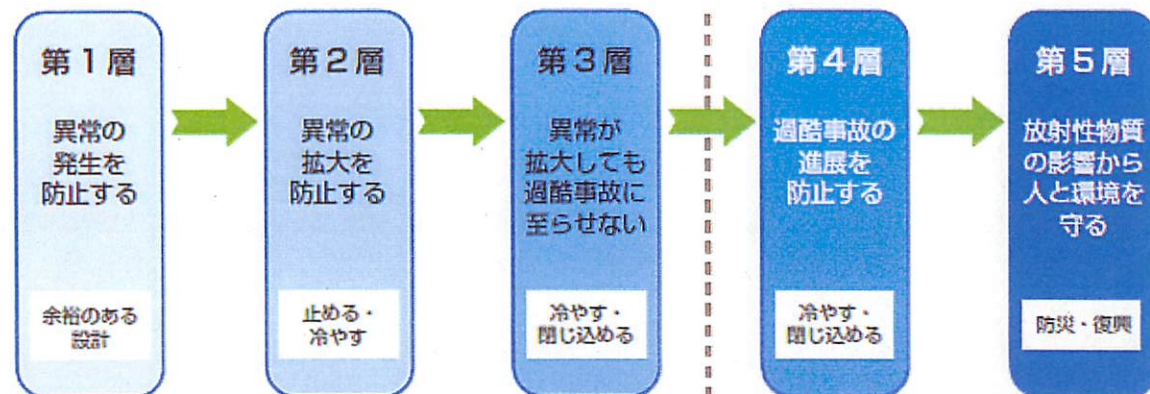 第1層
異常の
発生を
防止する
余裕のある
設計
第2層
異常の
拡大を
防止する
止める・
冷やす
第3層
異常が
拡大しても
過酷事故に
至らせない
冷やす・
閉じ込める
第4層
過酷事故の
進展を
防止する
冷やす・
閉じ込める
第5層
放射性物質
の影響から
人と環境を
守る
防災・復興